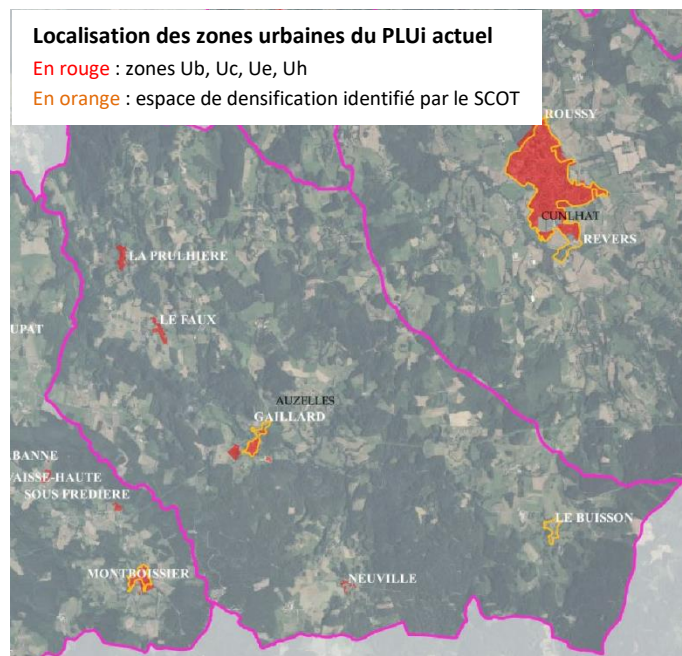 Localisation des zones urbaines du PLUi actuel
En rouge : zones Ub, Uc, Ue, Uh
En orange : espace de densification identifié par le SCOT
ROUSSY
CUNLHAT
REVERS
LA PRULHIERE
LE FAUX
UPAT
AUZELLES
GAILLARD
BANNE
AISSE-HAUTE
SOUS FREDIERE
LE BUISSON
MONTBOISSIER
NEUVILLE